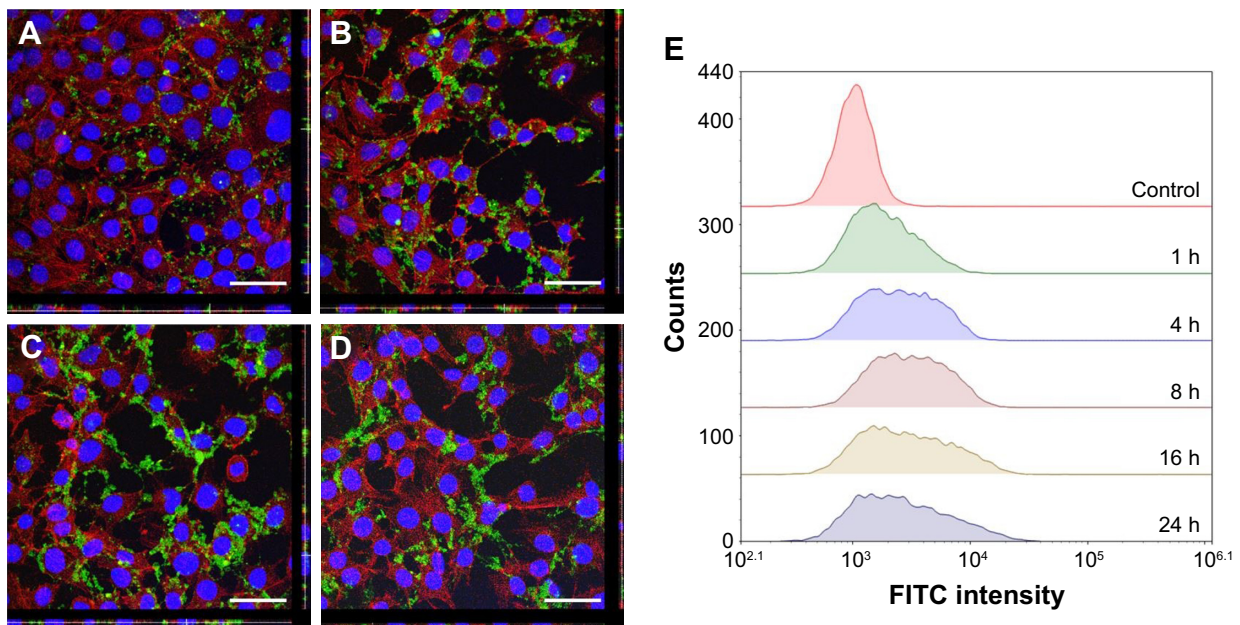 A
B
C
D
E
440
400
300
200
100
0
Counts
Control
1 h
4 h
8 h
16 h
24 h
10^2.1
10^3
10^4
10^5
10^6.1
FITC intensity